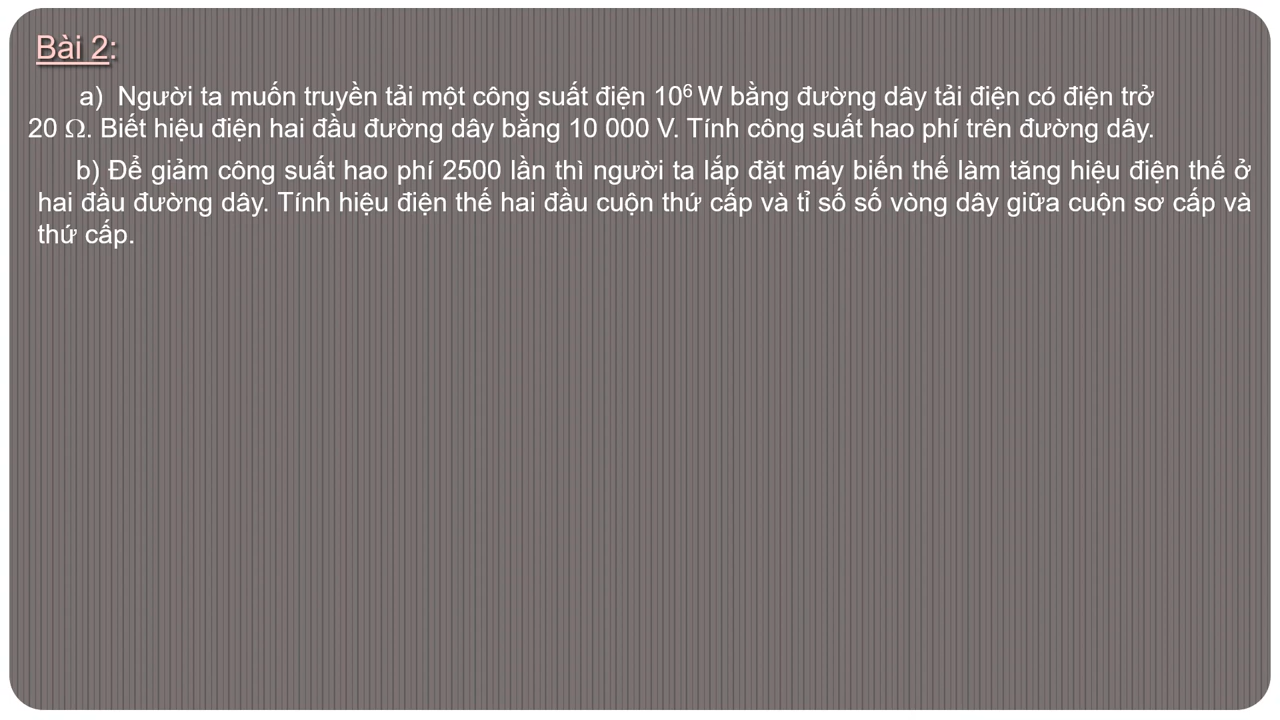 Bài 2:
a) Người ta muốn truyền tải một công suất điện 10⁶ W bằng đường dây tải điện có điện trở
20 Ω. Biết hiệu điện hai đầu đường dây bằng 10 000 V. Tính công suất hao phí trên đường dây.
b) Để giảm công suất hao phí 2500 lần thì người ta lắp đặt máy biến thế làm tăng hiệu điện thế ở
hai đầu đường dây. Tính hiệu điện thế hai đầu cuộn thứ cấp và tỉ số số vòng dây giữa cuộn sơ cấp và
thứ cấp.